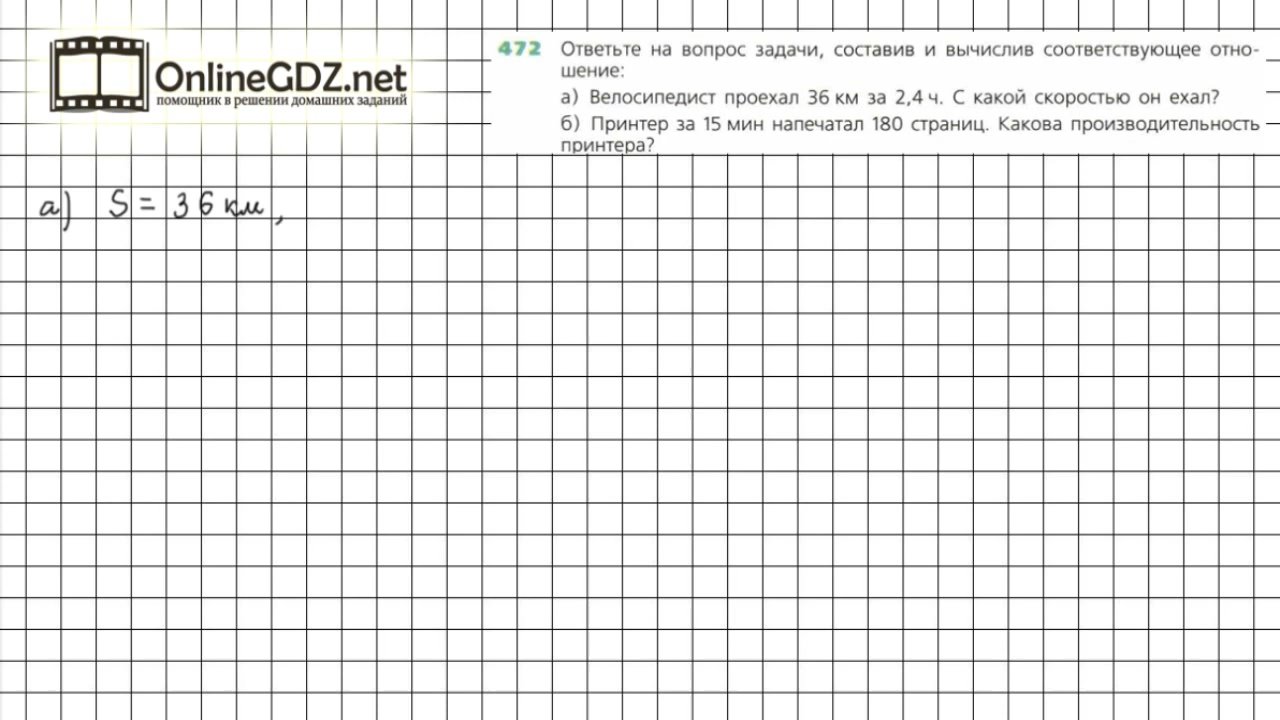 OnlineGDZ.net
помощник в решении домашних заданий
472 Ответьте на вопрос задачи, составив и вычислив соответствующее отно-
шение:
а) Велосипедист проехал 36 км за 2,4 ч. С какой скоростью он ехал?
б) Принтер за 15 мин напечатал 180 страниц. Какова производительность
принтера?
а) S = 36 км,